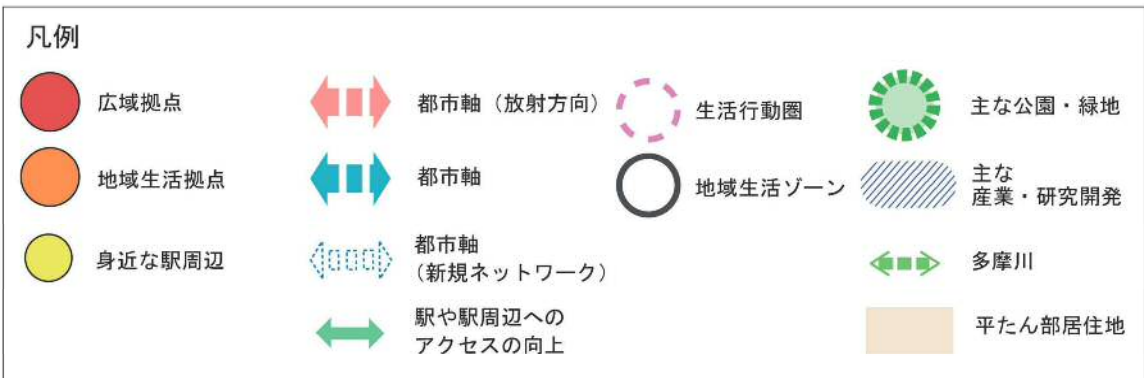 凡例
広域拠点
地域生活拠点
身近な駅周辺
都市軸（放射方向）
都市軸
都市軸
（新規ネットワーク）
駅や駅周辺への
アクセスの向上
生活行動圏
地域生活ゾーン
主な公園・緑地
主な
産業・研究開発
多摩川
平たん部居住地